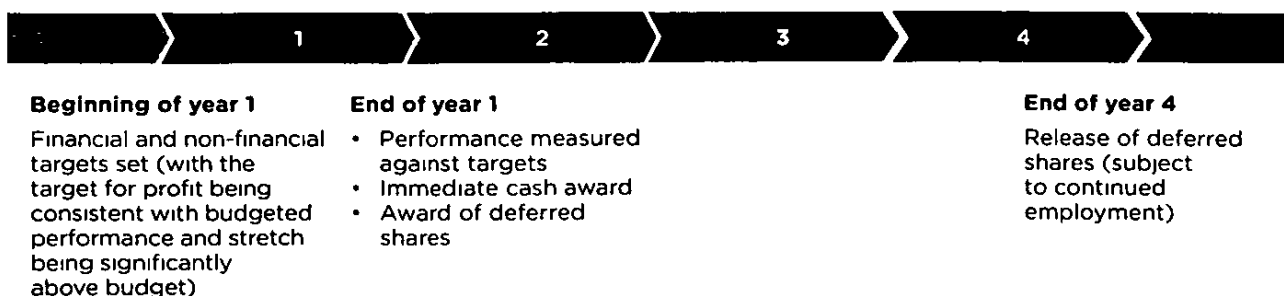 1 2 3 4
Beginning of year 1
Financial and non-financial
targets set (with the
target for profit being
consistent with budgeted
performance and stretch
being significantly
above budget)
End of year 1
• Performance measured
against targets
• Immediate cash award
• Award of deferred
shares
End of year 4
Release of deferred
shares (subject
to continued
employment)